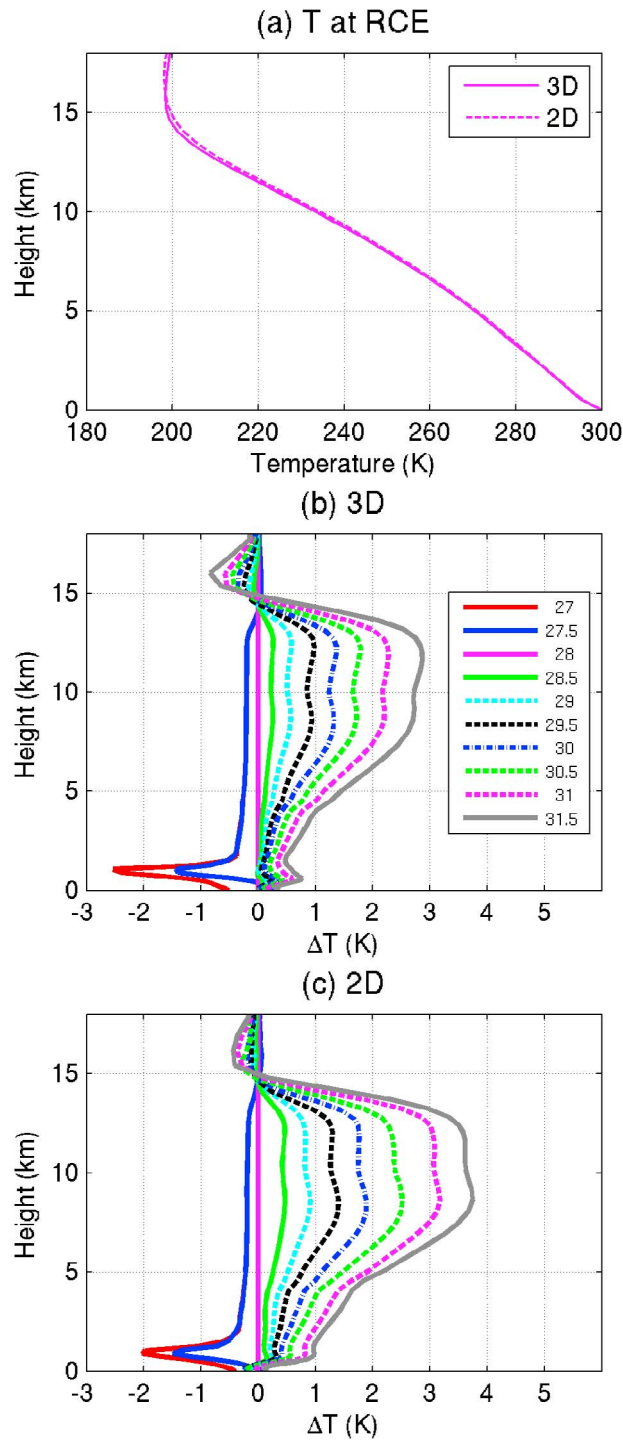 (a) T at RCE
3D
2D
15
10
5
0
Height (km)
180 200 220 240 260 280 300
Temperature (K)
(b) 3D
27
27.5
28
28.5
29
29.5
30
30.5
31
31.5
15
10
5
0
Height (km)
-3 -2 -1 0 1 2 3 4 5
ΔT (K)
(c) 2D
15
10
5
0
Height (km)
-3 -2 -1 0 1 2 3 4 5
ΔT (K)